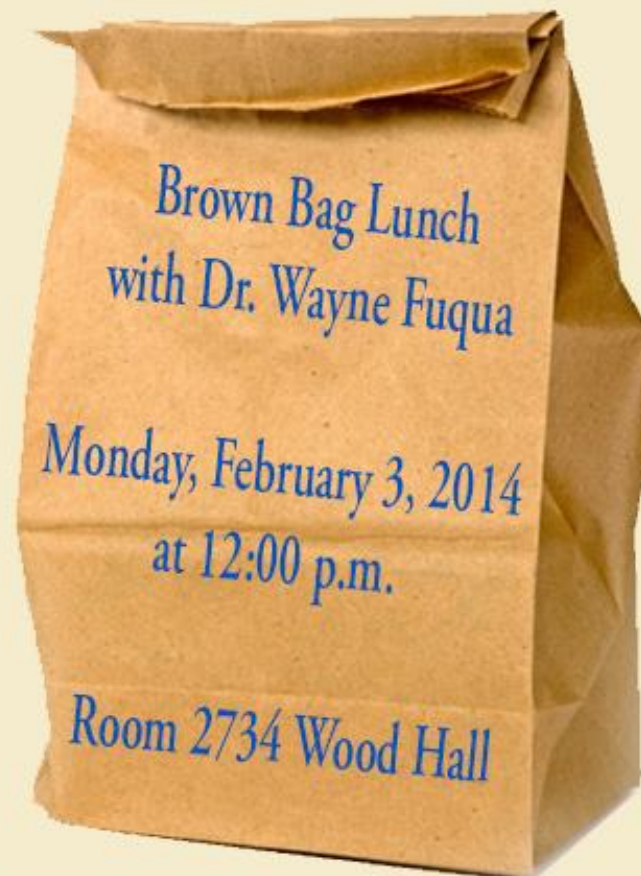 Brown Bag Lunch
with Dr. Wayne Fuqua
Monday, February 3, 2014
at 12:00 p.m.
Room 2734 Wood Hall